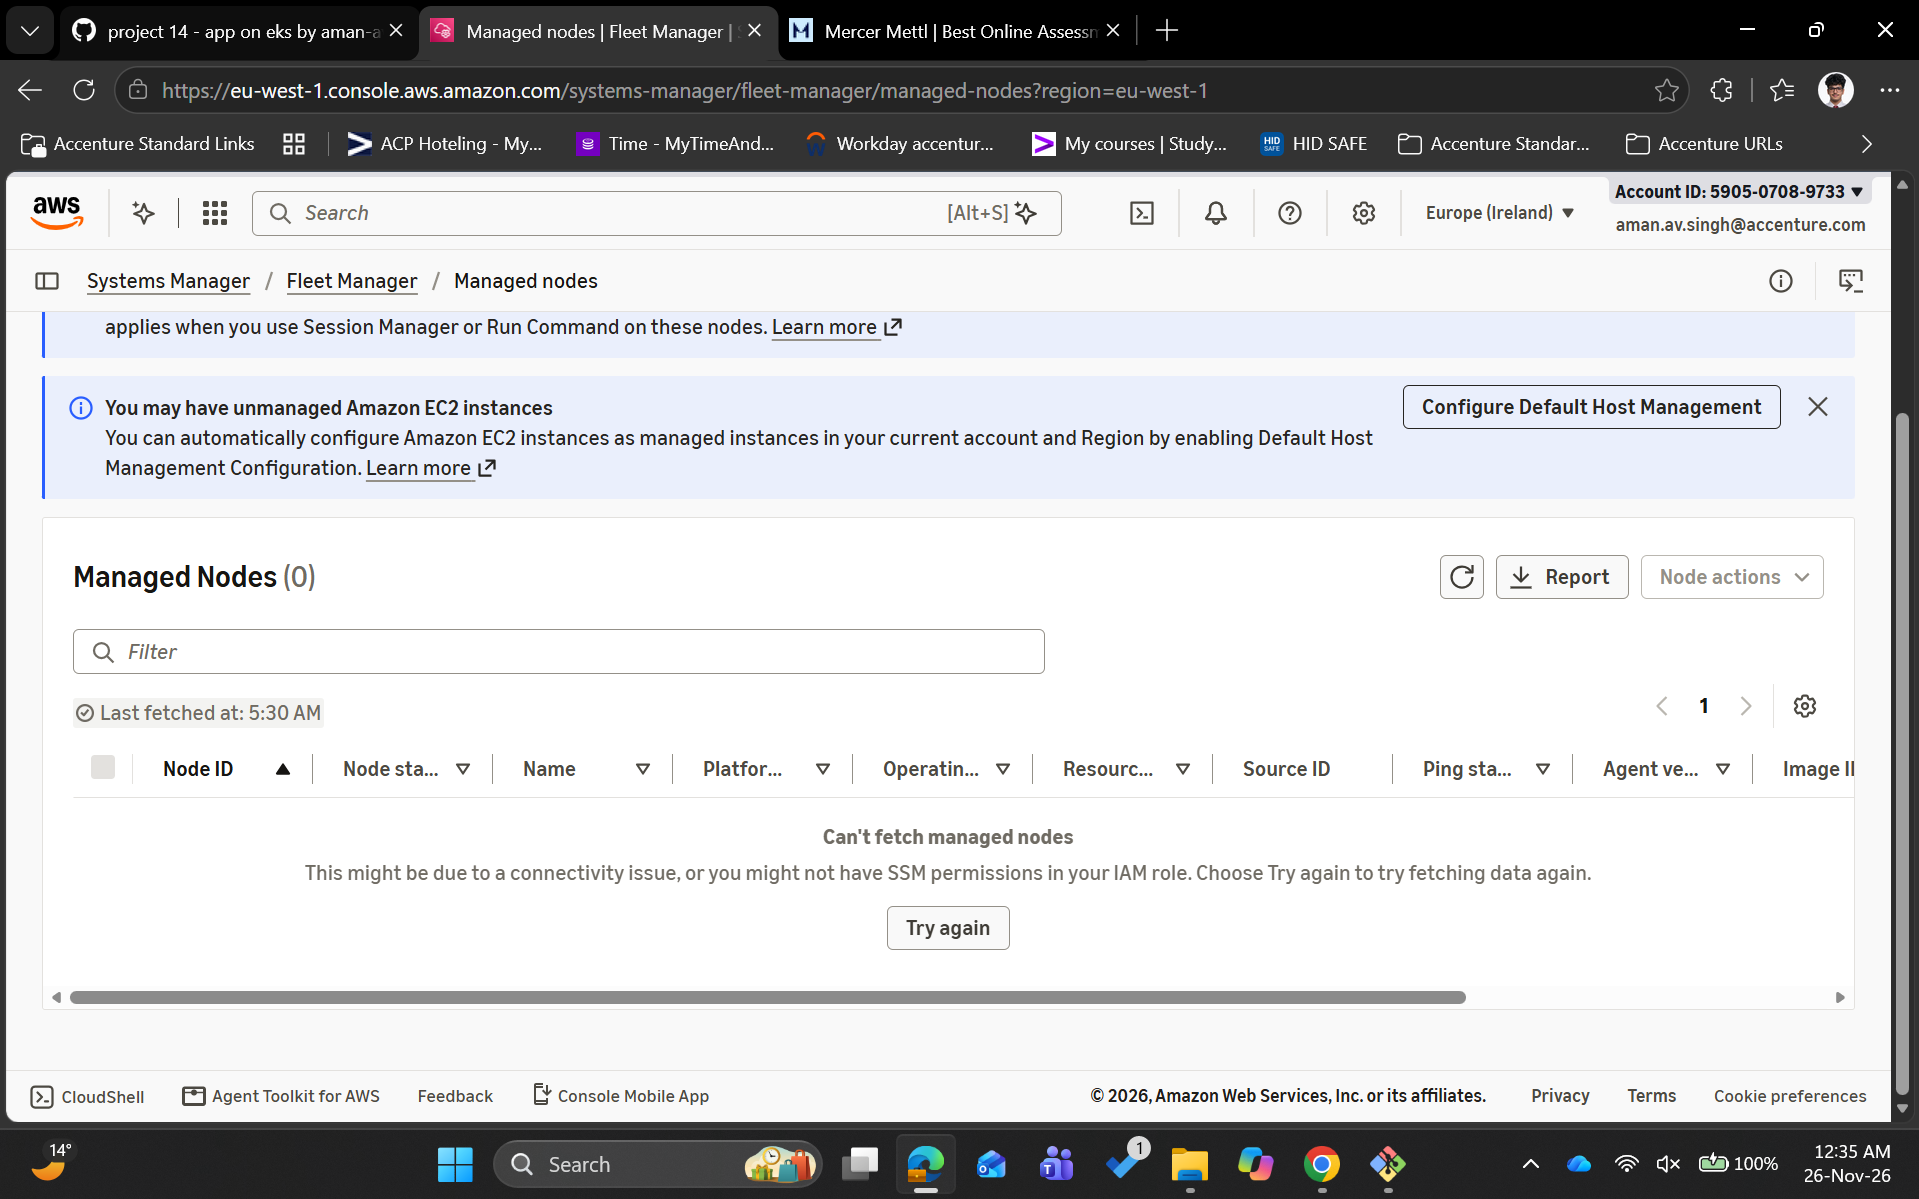 project 14 - app on eks by aman-a
Managed nodes | Fleet Manager |
Mercer Mettl | Best Online Assessm
https://eu-west-1.console.aws.amazon.com/systems-manager/fleet-manager/managed-nodes?region=eu-west-1
Accenture Standard Links
ACP Hoteling - My...
Time - MyTimeAnd...
Workday accentur...
My courses | Study...
HID SAFE
HID SAFE
Accenture Standar...
Accenture URLs
aws
Search
[Alt+S]
Europe (Ireland)
Account ID: 5905-0708-9733
aman.av.singh@accenture.com
Systems Manager / Fleet Manager / Managed nodes
applies when you use Session Manager or Run Command on these nodes. Learn more
You may have unmanaged Amazon EC2 instances
Configure Default Host Management
You can automatically configure Amazon EC2 instances as managed instances in your current account and Region by enabling Default Host
Management Configuration. Learn more
Managed Nodes (0)
Report
Node actions
Filter
Last fetched at: 5:30 AM
1
Node ID
Node sta...
Name
Platfor...
Operatin...
Resourc...
Source ID
Ping sta...
Agent ve...
Image I
Can't fetch managed nodes
This might be due to a connectivity issue, or you might not have SSM permissions in your IAM role. Choose Try again to try fetching data again.
Try again
CloudShell
Agent Toolkit for AWS
Feedback
Console Mobile App
© 2026, Amazon Web Services, Inc. or its affiliates.
Privacy
Terms
Cookie preferences
14°
Search
1
100%
12:35 AM
26-Nov-26